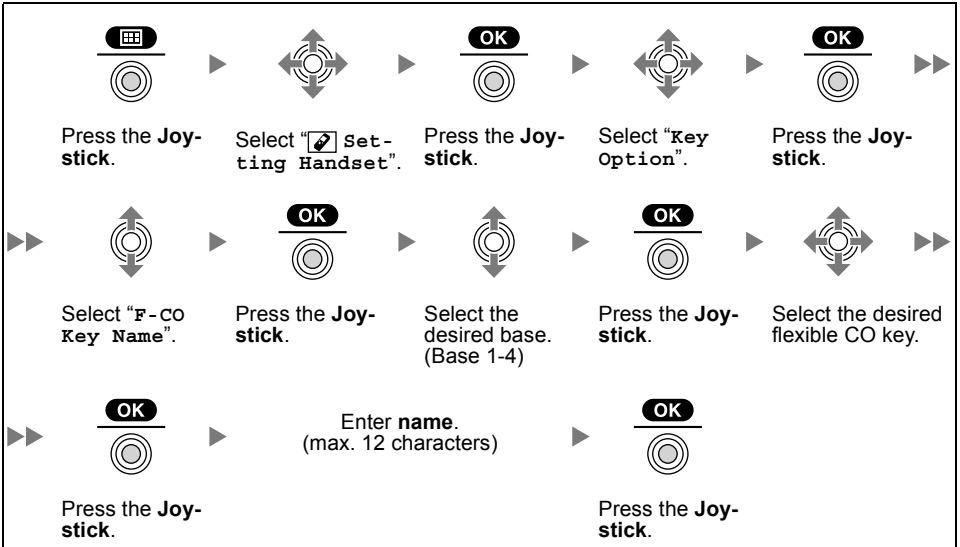 OK
OK
Press the Joy-
stick.
Select " Set-
ting Handset".
Press the Joy-
stick.
Select "Key
Option".
Press the Joy-
stick.
OK
OK
Select "F-CO
Key Name".
Press the Joy-
stick.
Select the
desired base.
(Base 1-4)
Press the Joy-
stick.
Select the desired
flexible CO key.
OK
Enter name.
(max. 12 characters)
OK
Press the Joy-
stick.
Press the Joy-
stick.